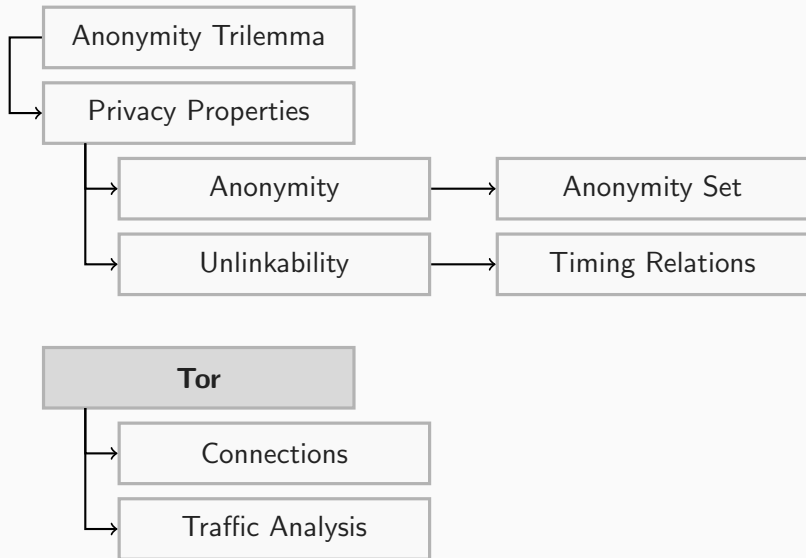 Anonymity Trilemma
Privacy Properties
Anonymity
Anonymity Set
Unlinkability
Timing Relations
Tor
Connections
Traffic Analysis